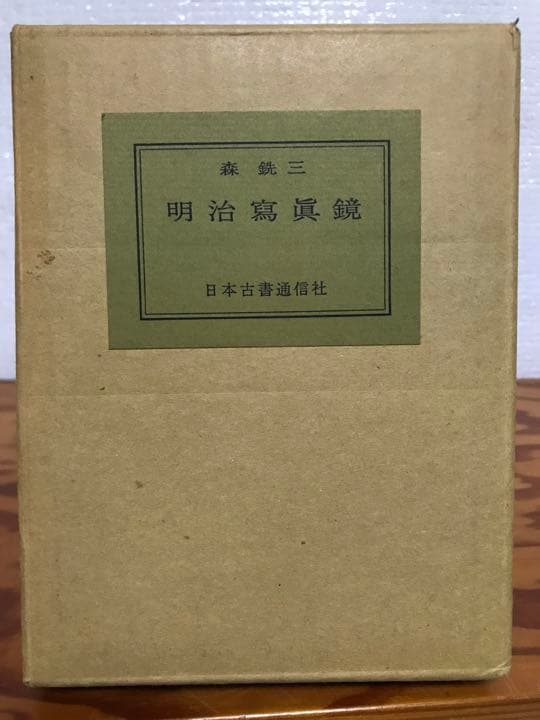 森 銑 三
明治寫眞鏡
日本古書通信社